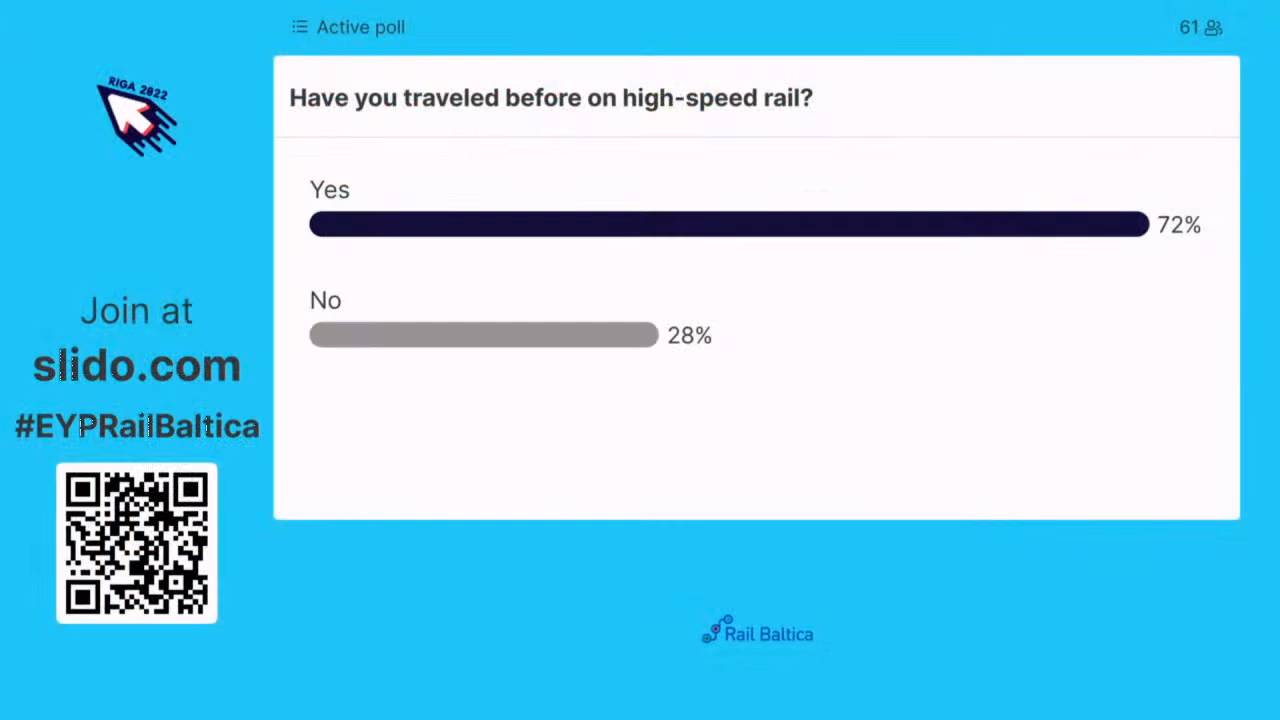 Active poll
61
RIGA 2022
Have you traveled before on high-speed rail?
Yes
72%
No
28%
Join at
slido.com
#EYPRailBaltica
Rail Baltica